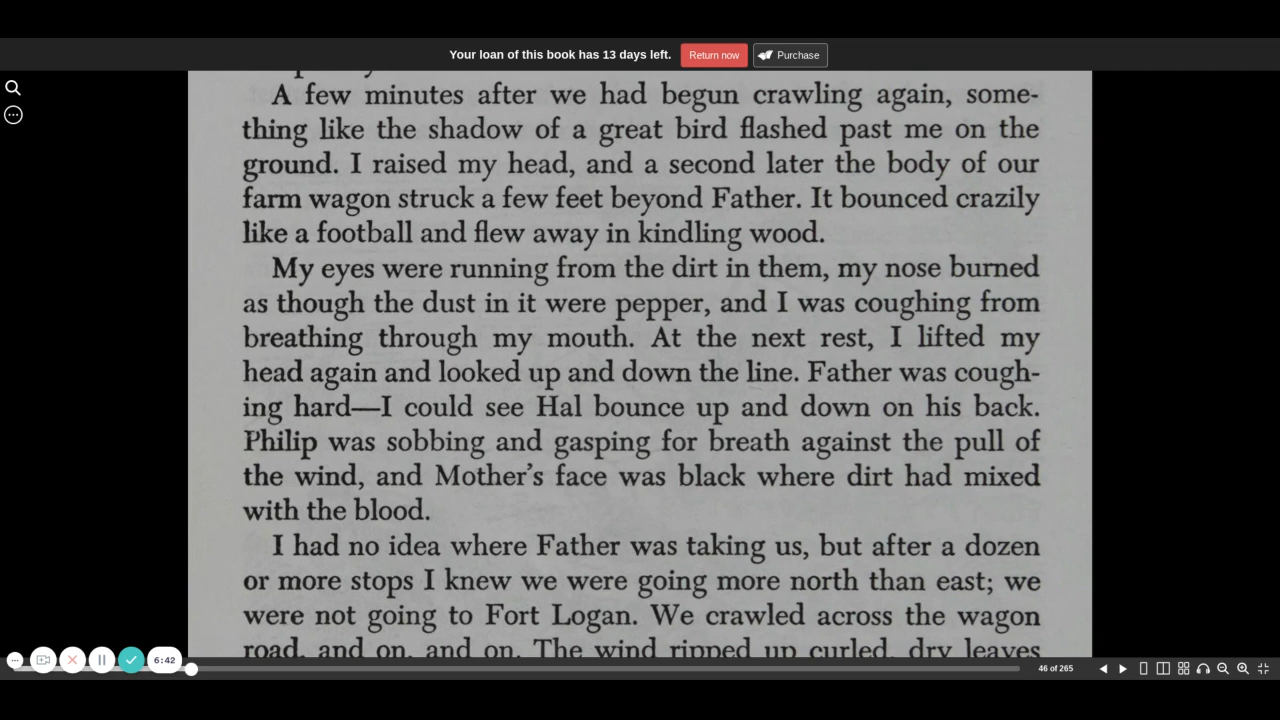 Your loan of this book has 13 days left. Return now Purchase
A few minutes after we had begun crawling again, some-
thing like the shadow of a great bird flashed past me on the
ground. I raised my head, and a second later the body of our
farm wagon struck a few feet beyond Father. It bounced crazily
like a football and flew away in kindling wood.
My eyes were running from the dirt in them, my nose burned
as though the dust in it were pepper, and I was coughing from
breathing through my mouth. At the next rest, I lifted my
head again and looked up and down the line. Father was cough-
ing hard—I could see Hal bounce up and down on his back.
Philip was sobbing and gasping for breath against the pull of
the wind, and Mother's face was black where dirt had mixed
with the blood.
I had no idea where Father was taking us, but after a dozen
or more stops I knew we were going more north than east; we
were not going to Fort Logan. We crawled across the wagon
road, and on, and on. The wind ripped up curled, dry leaves
6:42
46 of 265